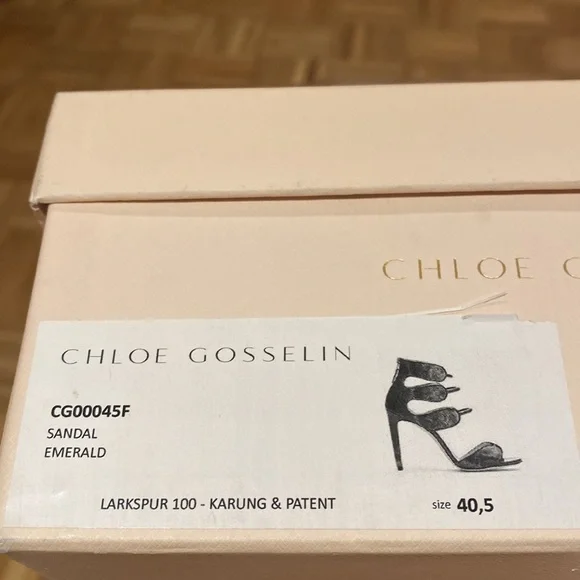 CHLOE G
CHLOE GOSSELIN
CG00045F
SANDAL
EMERALD
LARKSPUR 100 - KARUNG & PATENT size 40,5